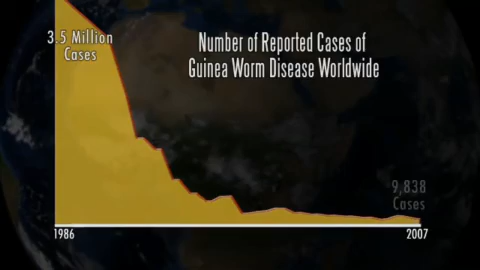 3.5 Million
Cases
Number of Reported Cases of
Guinea Worm Disease Worldwide
9,838
Cases
1986
2007